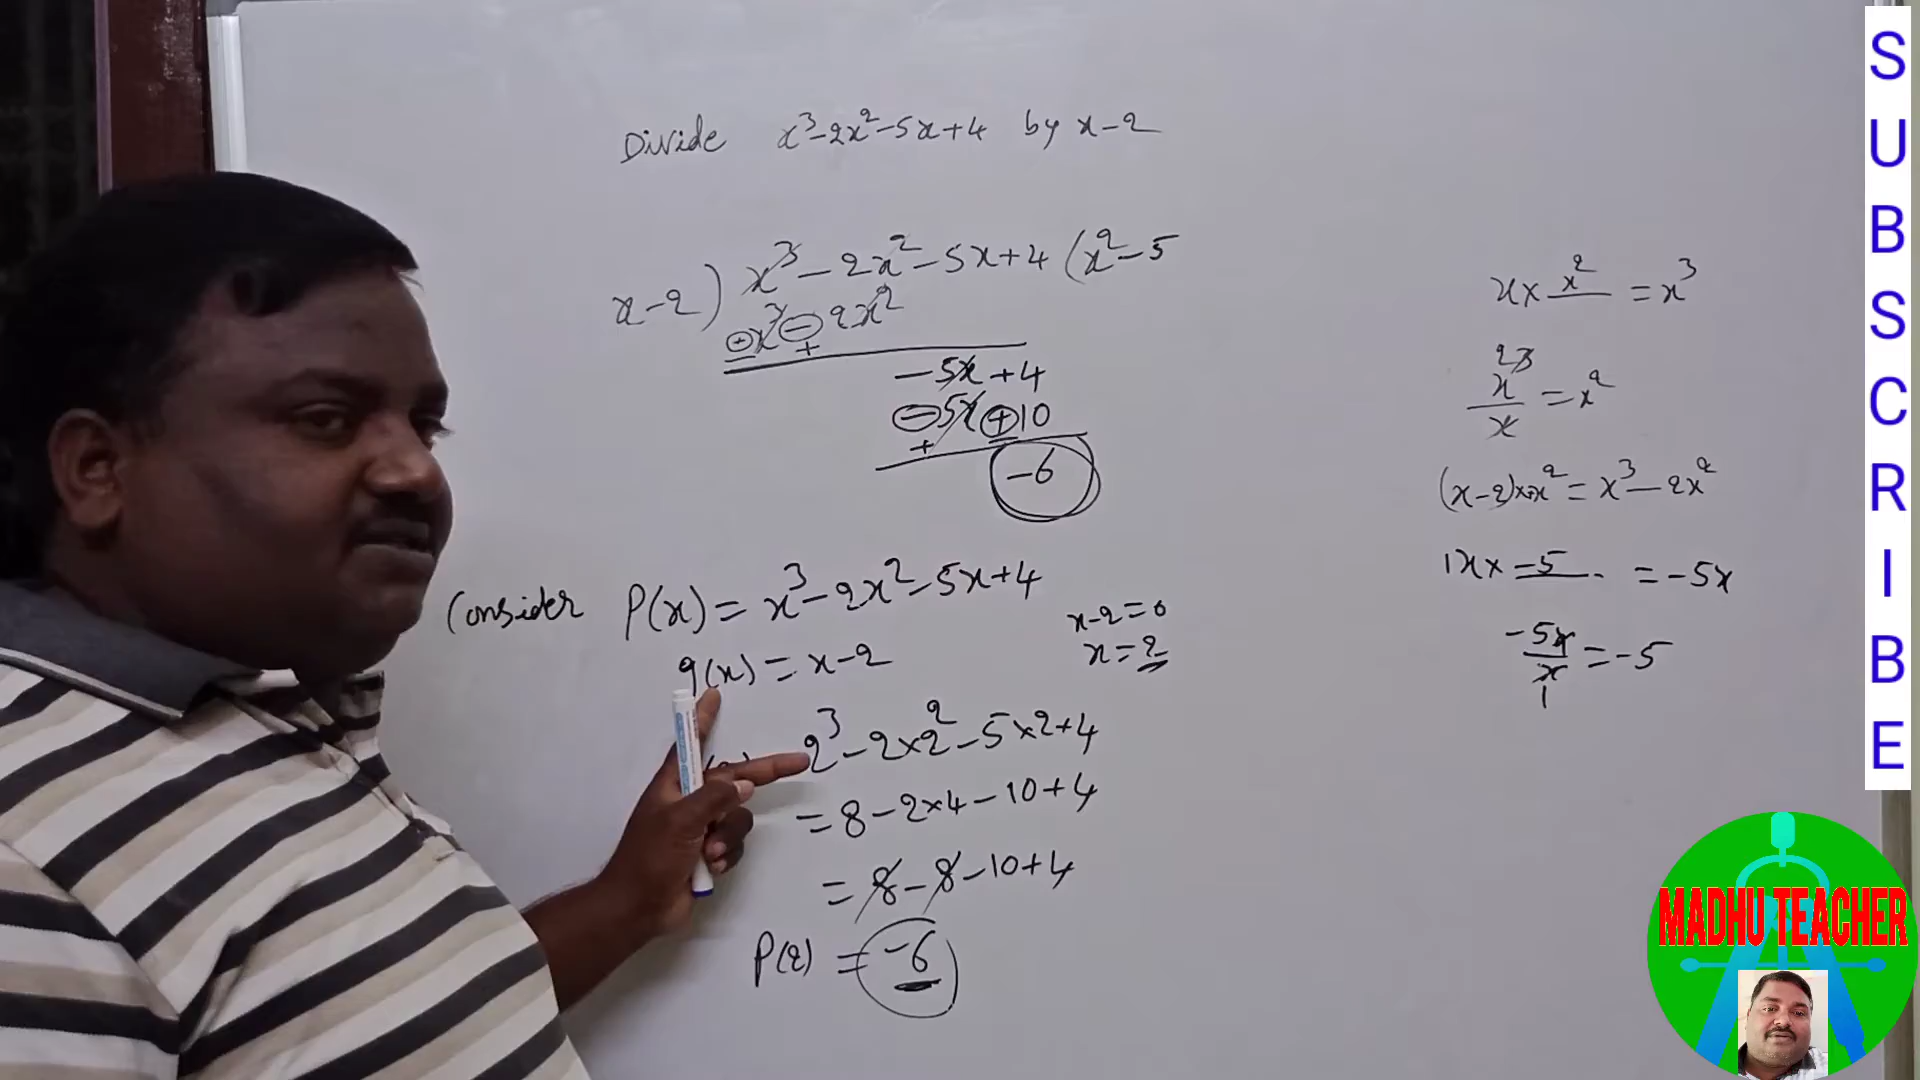 Divide x³-2x²-5x+4 by x-2
x-2) x³-2x²-5x+4 (x²-5
+x³-2x²
- +
-5x+4
-5x+10
+ -
-6
Consider P(x)=x³-2x²-5x+4
g(x)=x-2
x-2=0
x=2
2³-2×2²-5×2+4
=8-2×4-10+4
=8-8-10+4
P(2)=-6
x×x²=x³
x³/x=x²
(x-2)×x²=x³-2x²
1x×-5=-5x
-5x/x=-5
1
SUBSCRIBE
MADHU TEACHER